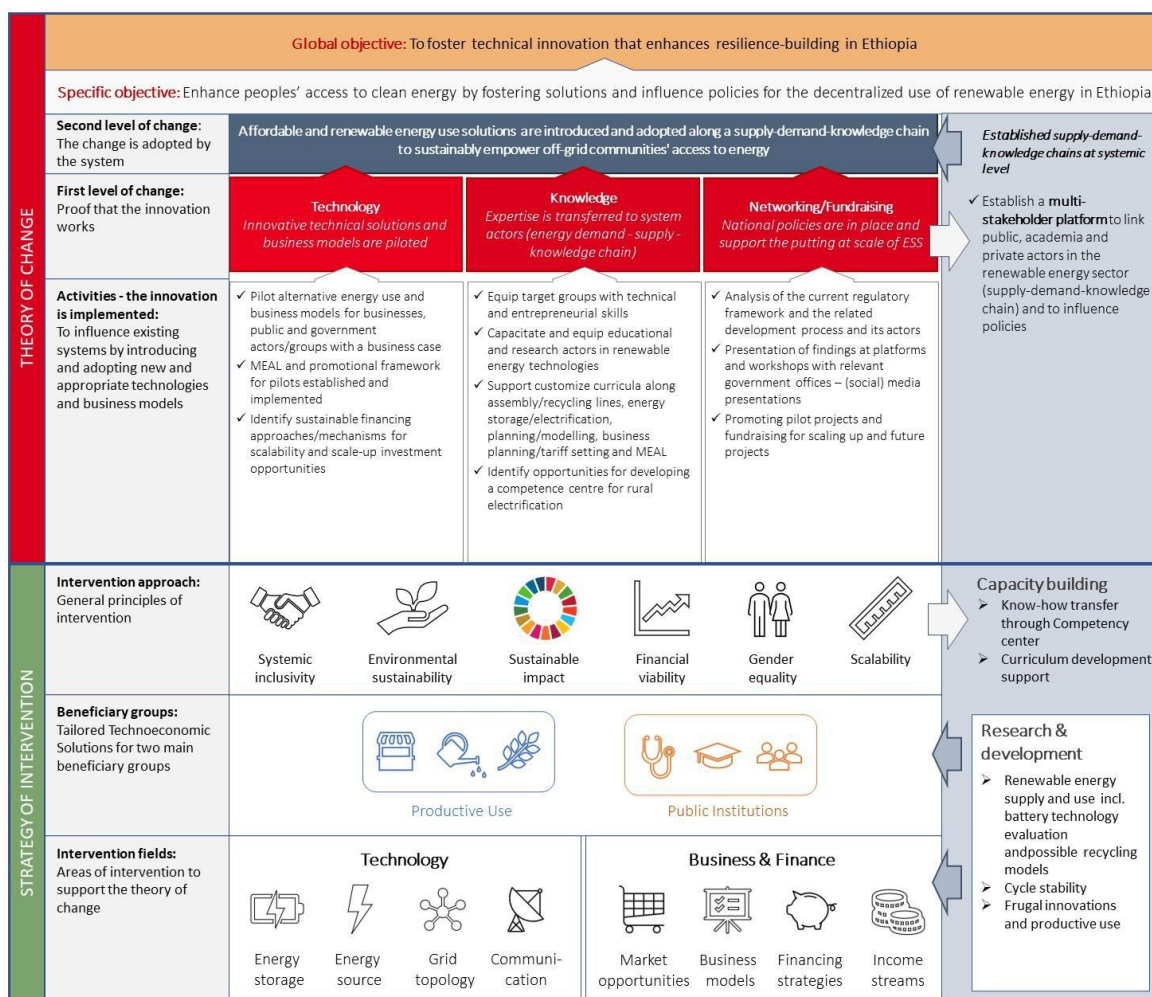 Global objective: To foster technical innovation that enhances resilience-building in Ethiopia
Specific objective: Enhance peoples' access to clean energy by fostering solutions and influence policies for the decentralized use of renewable energy in Ethiopia
THEORY OF CHANGE
Second level of change:
The change is adopted by
the system
Affordable and renewable energy use solutions are introduced and adopted along a supply-demand-knowledge chain
to sustainably empower off-grid communities' access to energy
Established supply-demand-
knowledge chains at systemic
level
First level of change:
Proof that the innovation
works
Technology
Innovative technical solutions and
business models are piloted
Knowledge
Expertise is transferred to system
actors (energy demand - supply -
knowledge chain)
Networking/Fundraising
National policies are in place and
support the putting at scale of ESS
✓ Establish a multi-
stakeholder platform to link
public, academia and
private actors in the
renewable energy sector
(supply-demand-knowledge
chain) and to influence
policies
Activities - the innovation
is implemented:
To influence existing
systems by introducing
and adopting new and
appropriate technologies
and business models
✓ Pilot alternative energy use and
business models for businesses,
public and government
actors/groups with a business case
✓ MEAL and promotional framework
for pilots established and
implemented
✓ Identify sustainable financing
approaches/mechanisms for
scalability and scale-up investment
opportunities
✓ Equip target groups with technical
and entrepreneurial skills
✓ Capacitate and equip educational
and research actors in renewable
energy technologies
✓ Support customize curricula along
assembly/recycling lines, energy
storage/electrification,
planning/modelling, business
planning/tariff setting and MEAL
✓ Identify opportunities for developing
a competence centre for rural
electrification
✓ Analysis of the current regulatory
framework and the related
development process and its actors
✓ Presentation of findings at platforms
and workshops with relevant
government offices – (social) media
presentations
✓ Promoting pilot projects and
fundraising for scaling up and future
projects
STRATEGY OF INTERVENTION
Intervention approach:
General principles of
intervention
Systemic
inclusivity
Environmental
sustainability
Sustainable
impact
Financial
viability
Gender
equality
Scalability
Capacity building
➢ Know-how transfer
through Competency
center
➢ Curriculum development
support
Beneficiary groups:
Tailored Technoeconomic
Solutions for two main
beneficiary groups
Productive Use
Public Institutions
Research &
development
➢ Renewable energy
supply and use incl.
battery technology
evaluation
andpossible recycling
models
➢ Cycle stability
➢ Frugal innovations
and productive use
Intervention fields:
Areas of intervention to
support the theory of
change
Technology
Energy
storage
Energy
source
Grid
topology
Communi-
cation
Business & Finance
Market
opportunities
Business
models
Financing
strategies
Income
streams